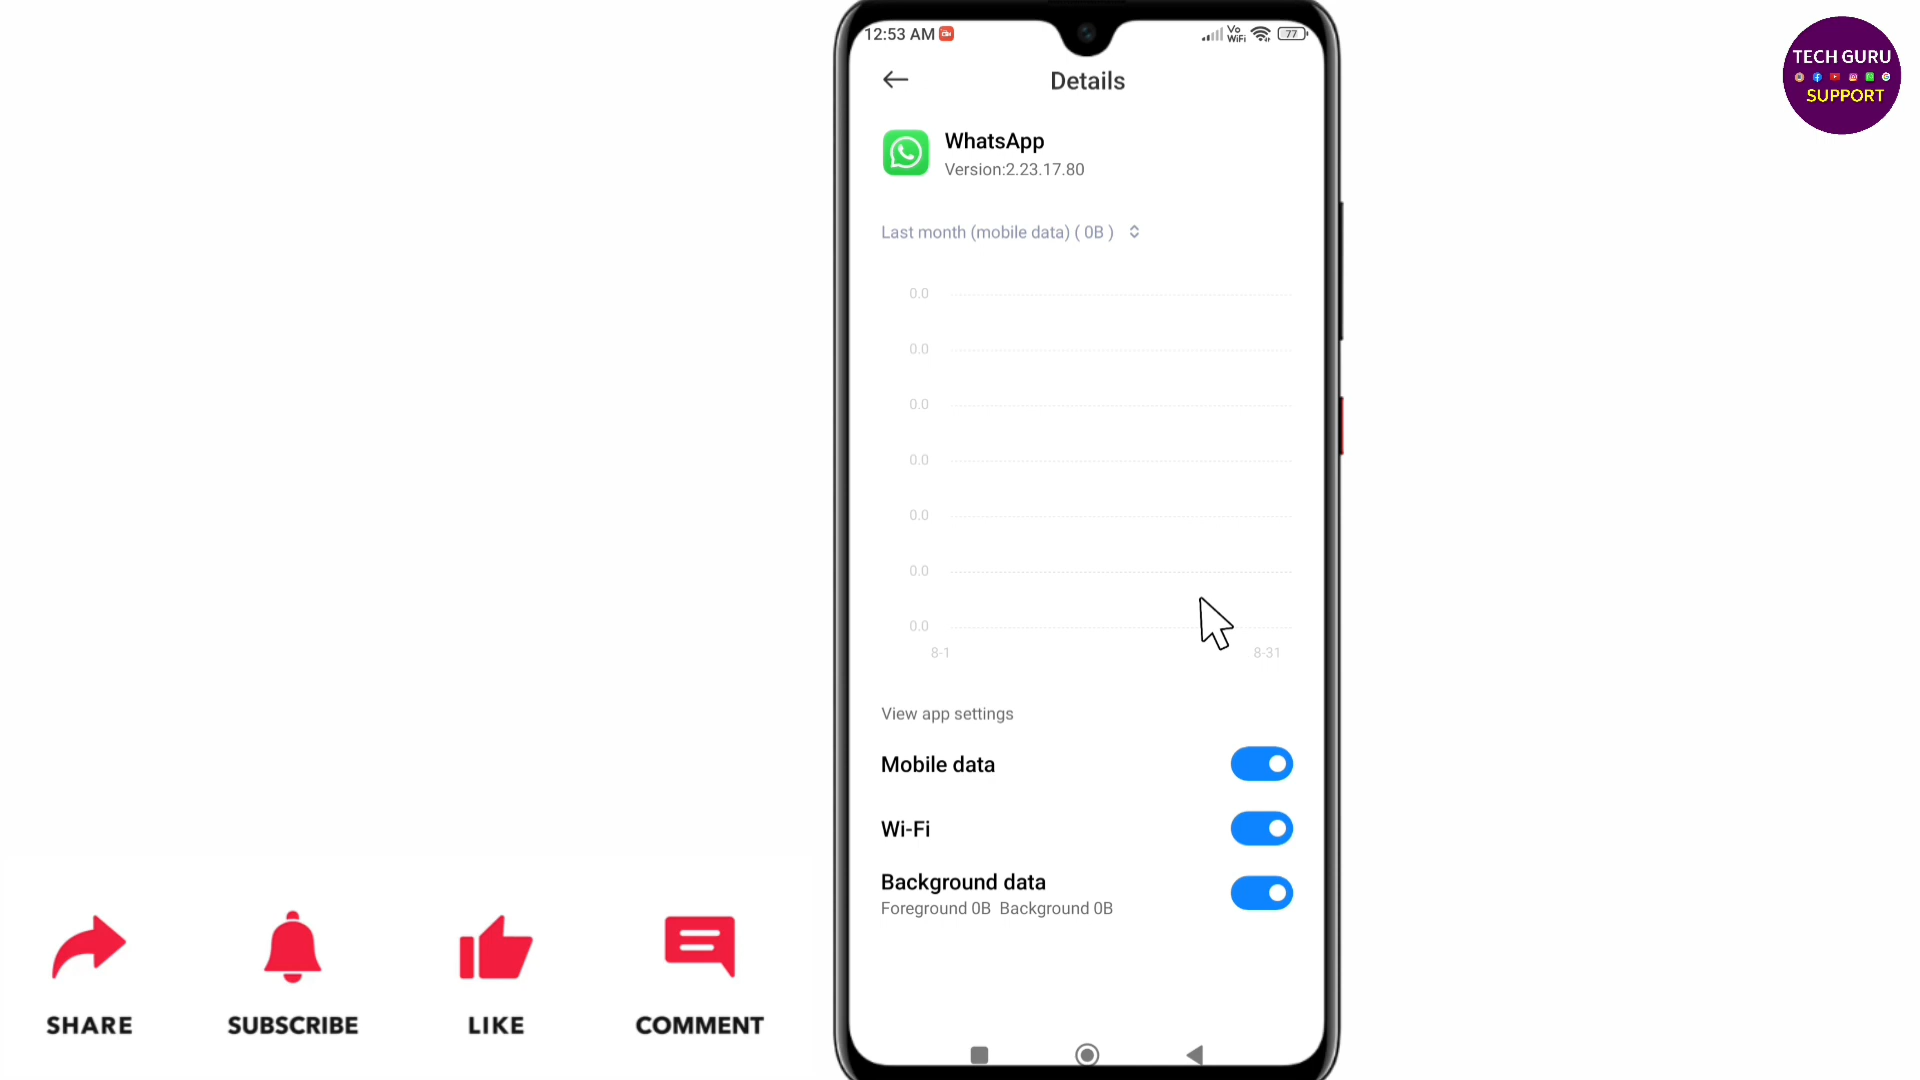 12:53 AM
Vo
WiFi
77
Details
WhatsApp
Version:2.23.17.80
Last month (mobile data) ( 0B )
0.0
0.0
0.0
0.0
0.0
0.0
0.0
8-1
8-31
View app settings
Mobile data
Wi-Fi
Background data
Foreground 0B Background 0B
SHARE
SUBSCRIBE
LIKE
COMMENT
TECH GURU
SUPPORT